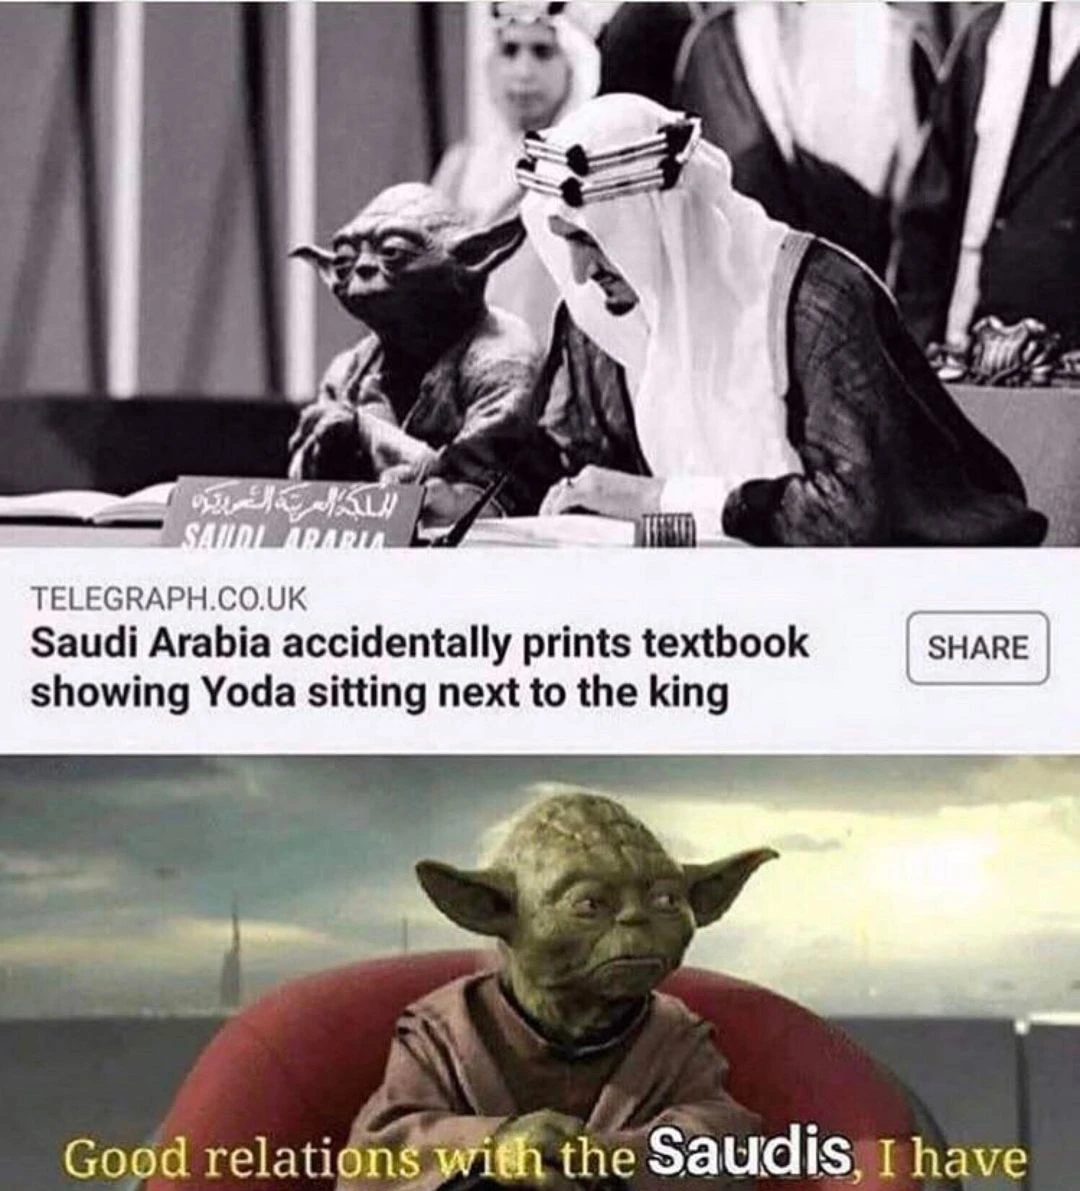 المملكة العربية السعودية
SAUDI ARABIA
TELEGRAPH.CO.UK
Saudi Arabia accidentally prints textbook
showing Yoda sitting next to the king
SHARE
Good relations with the Saudis, I have